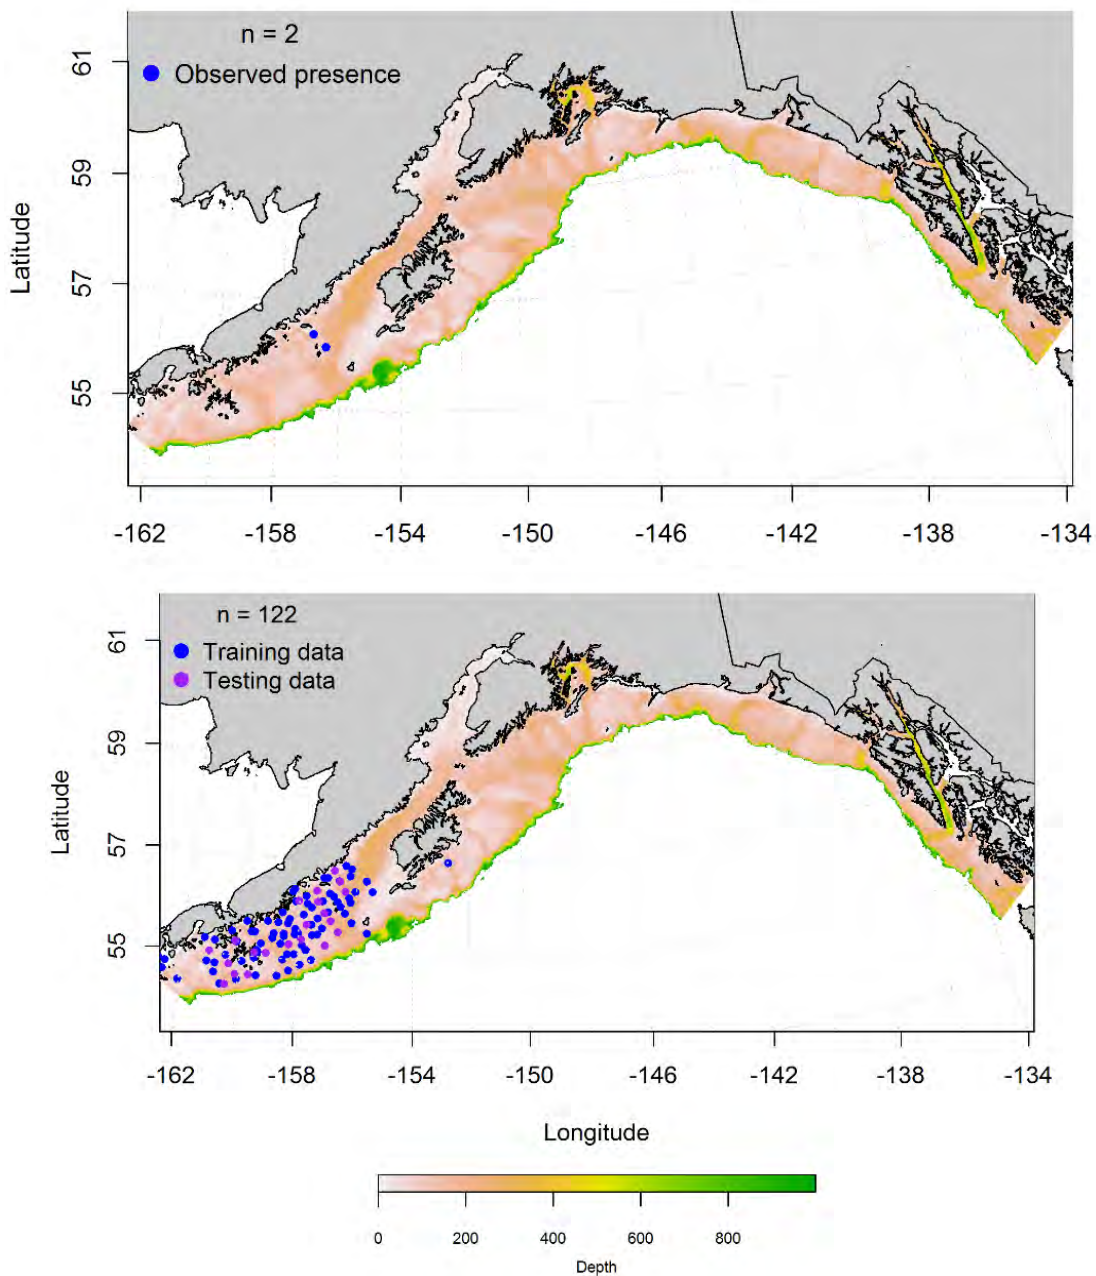 n = 2
Observed presence
61
59
57
55
Latitude
-162 -158 -154 -150 -146 -142 -138 -134
n = 122
Training data
Testing data
61
59
57
55
Latitude
-162 -158 -154 -150 -146 -142 -138 -134
Longitude
0 200 400 600 800
Depth